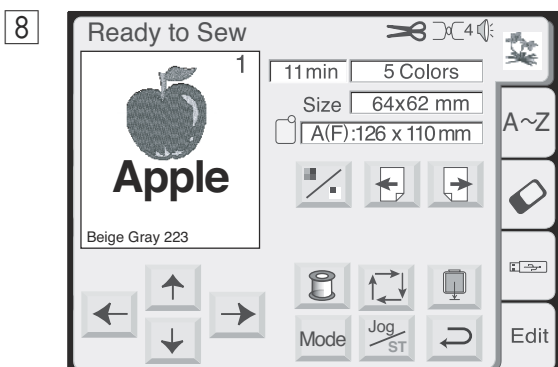 8
Ready to Sew
4
1
11min 5 Colors
Size 64x62 mm
A(F):126 x 110mm
A~Z
Apple
Beige Gray 223
Mode
Jog/ST
Edit